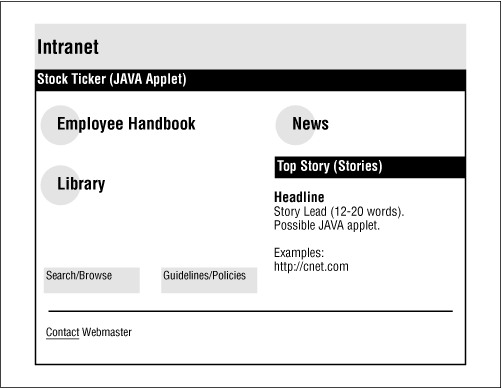 Intranet
Stock Ticker (JAVA Applet)
Employee Handbook
News
Library
Top Story (Stories)
Headline
Story Lead (12-20 words).
Possible JAVA applet.
Examples:
http://cnet.com
Search/Browse
Guidelines/Policies
Contact Webmaster